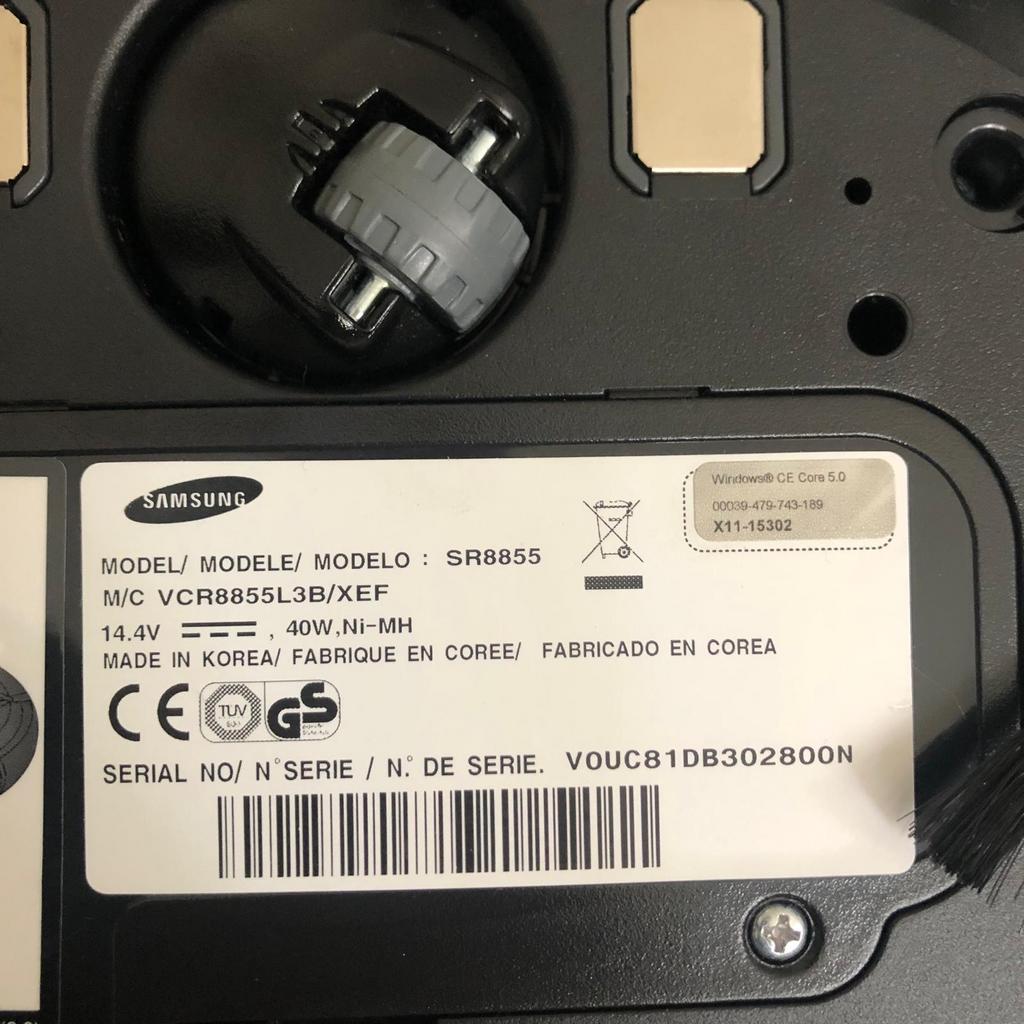 SAMSUNG
Windows® CE Core 5.0
00039-479-743-189
X11-15302
MODEL/ MODELE/ MODELO : SR8855
M/C VCR8855L3B/XEF
14.4V , 40W,Ni-MH
MADE IN KOREA/ FABRIQUE EN COREE/ FABRICADO EN COREA
CE TUV GS
SERIAL NO/ N°SERIE / N.° DE SERIE. V0UC81DB302800N